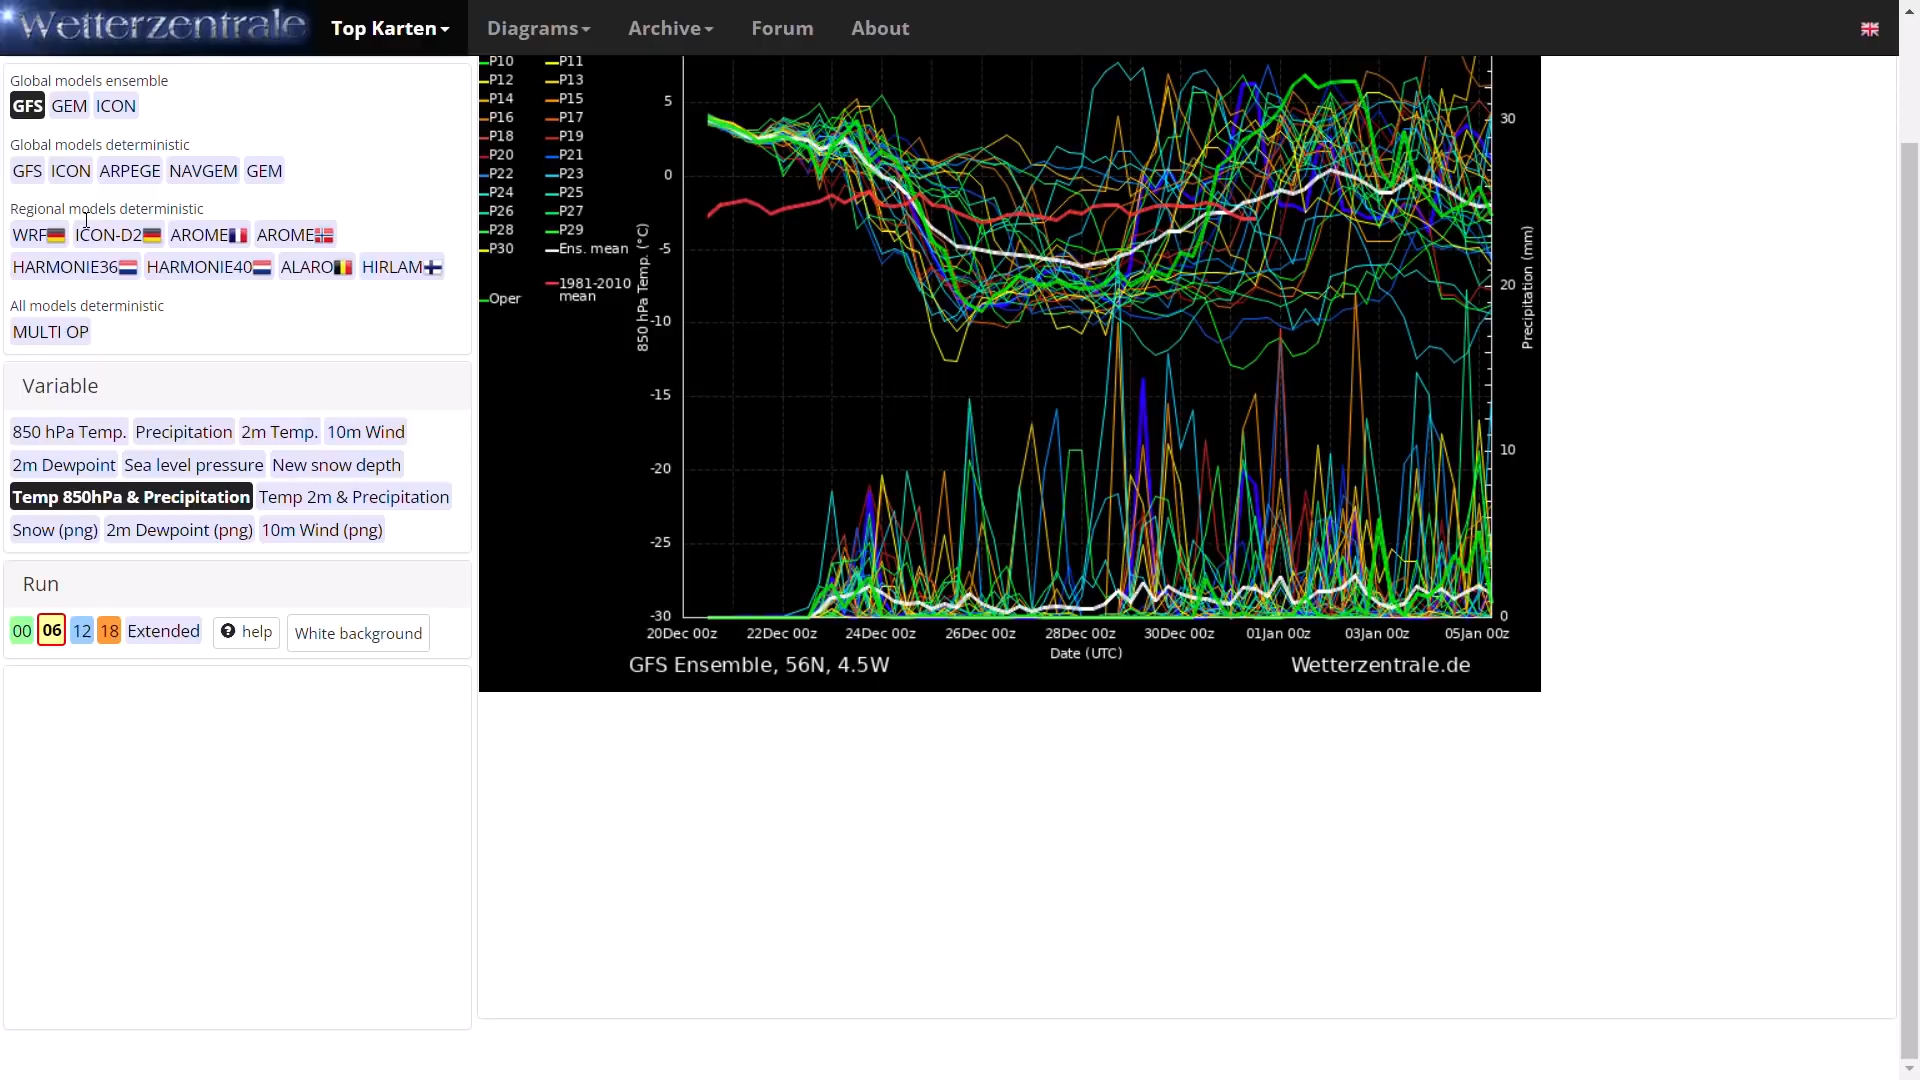 Wetterzentrale Top Karten Diagrams Archive Forum About
Global models ensemble
GFS GEM ICON
Global models deterministic
GFS ICON ARPEGE NAVGEM GEM
Regional models deterministic
WRF ICON-D2 AROME AROME
HARMONIE36 HARMONIE40 ALARO HIRLAM
All models deterministic
MULTI OP
Variable
850 hPa Temp. Precipitation 2m Temp. 10m Wind
2m Dewpoint Sea level pressure New snow depth
Temp 850hPa & Precipitation Temp 2m & Precipitation
Snow (png) 2m Dewpoint (png) 10m Wind (png)
Run
00 06 12 18 Extended help White background
P10 P11
P12 P13
P14 P15
P16 P17
P18 P19
P20 P21
P22 P23
P24 P25
P26 P27
P28 P29
P30 Ens. mean
1981-2010
mean
Oper
850 hPa Temp. (°C)
5
0
-5
-10
-15
-20
-25
-30
30
20
10
0
Precipitation (mm)
20Dec 00z 22Dec 00z 24Dec 00z 26Dec 00z 28Dec 00z 30Dec 00z 01Jan 00z 03Jan 00z 05Jan 00z
Date (UTC)
GFS Ensemble, 56N, 4.5W Wetterzentrale.de